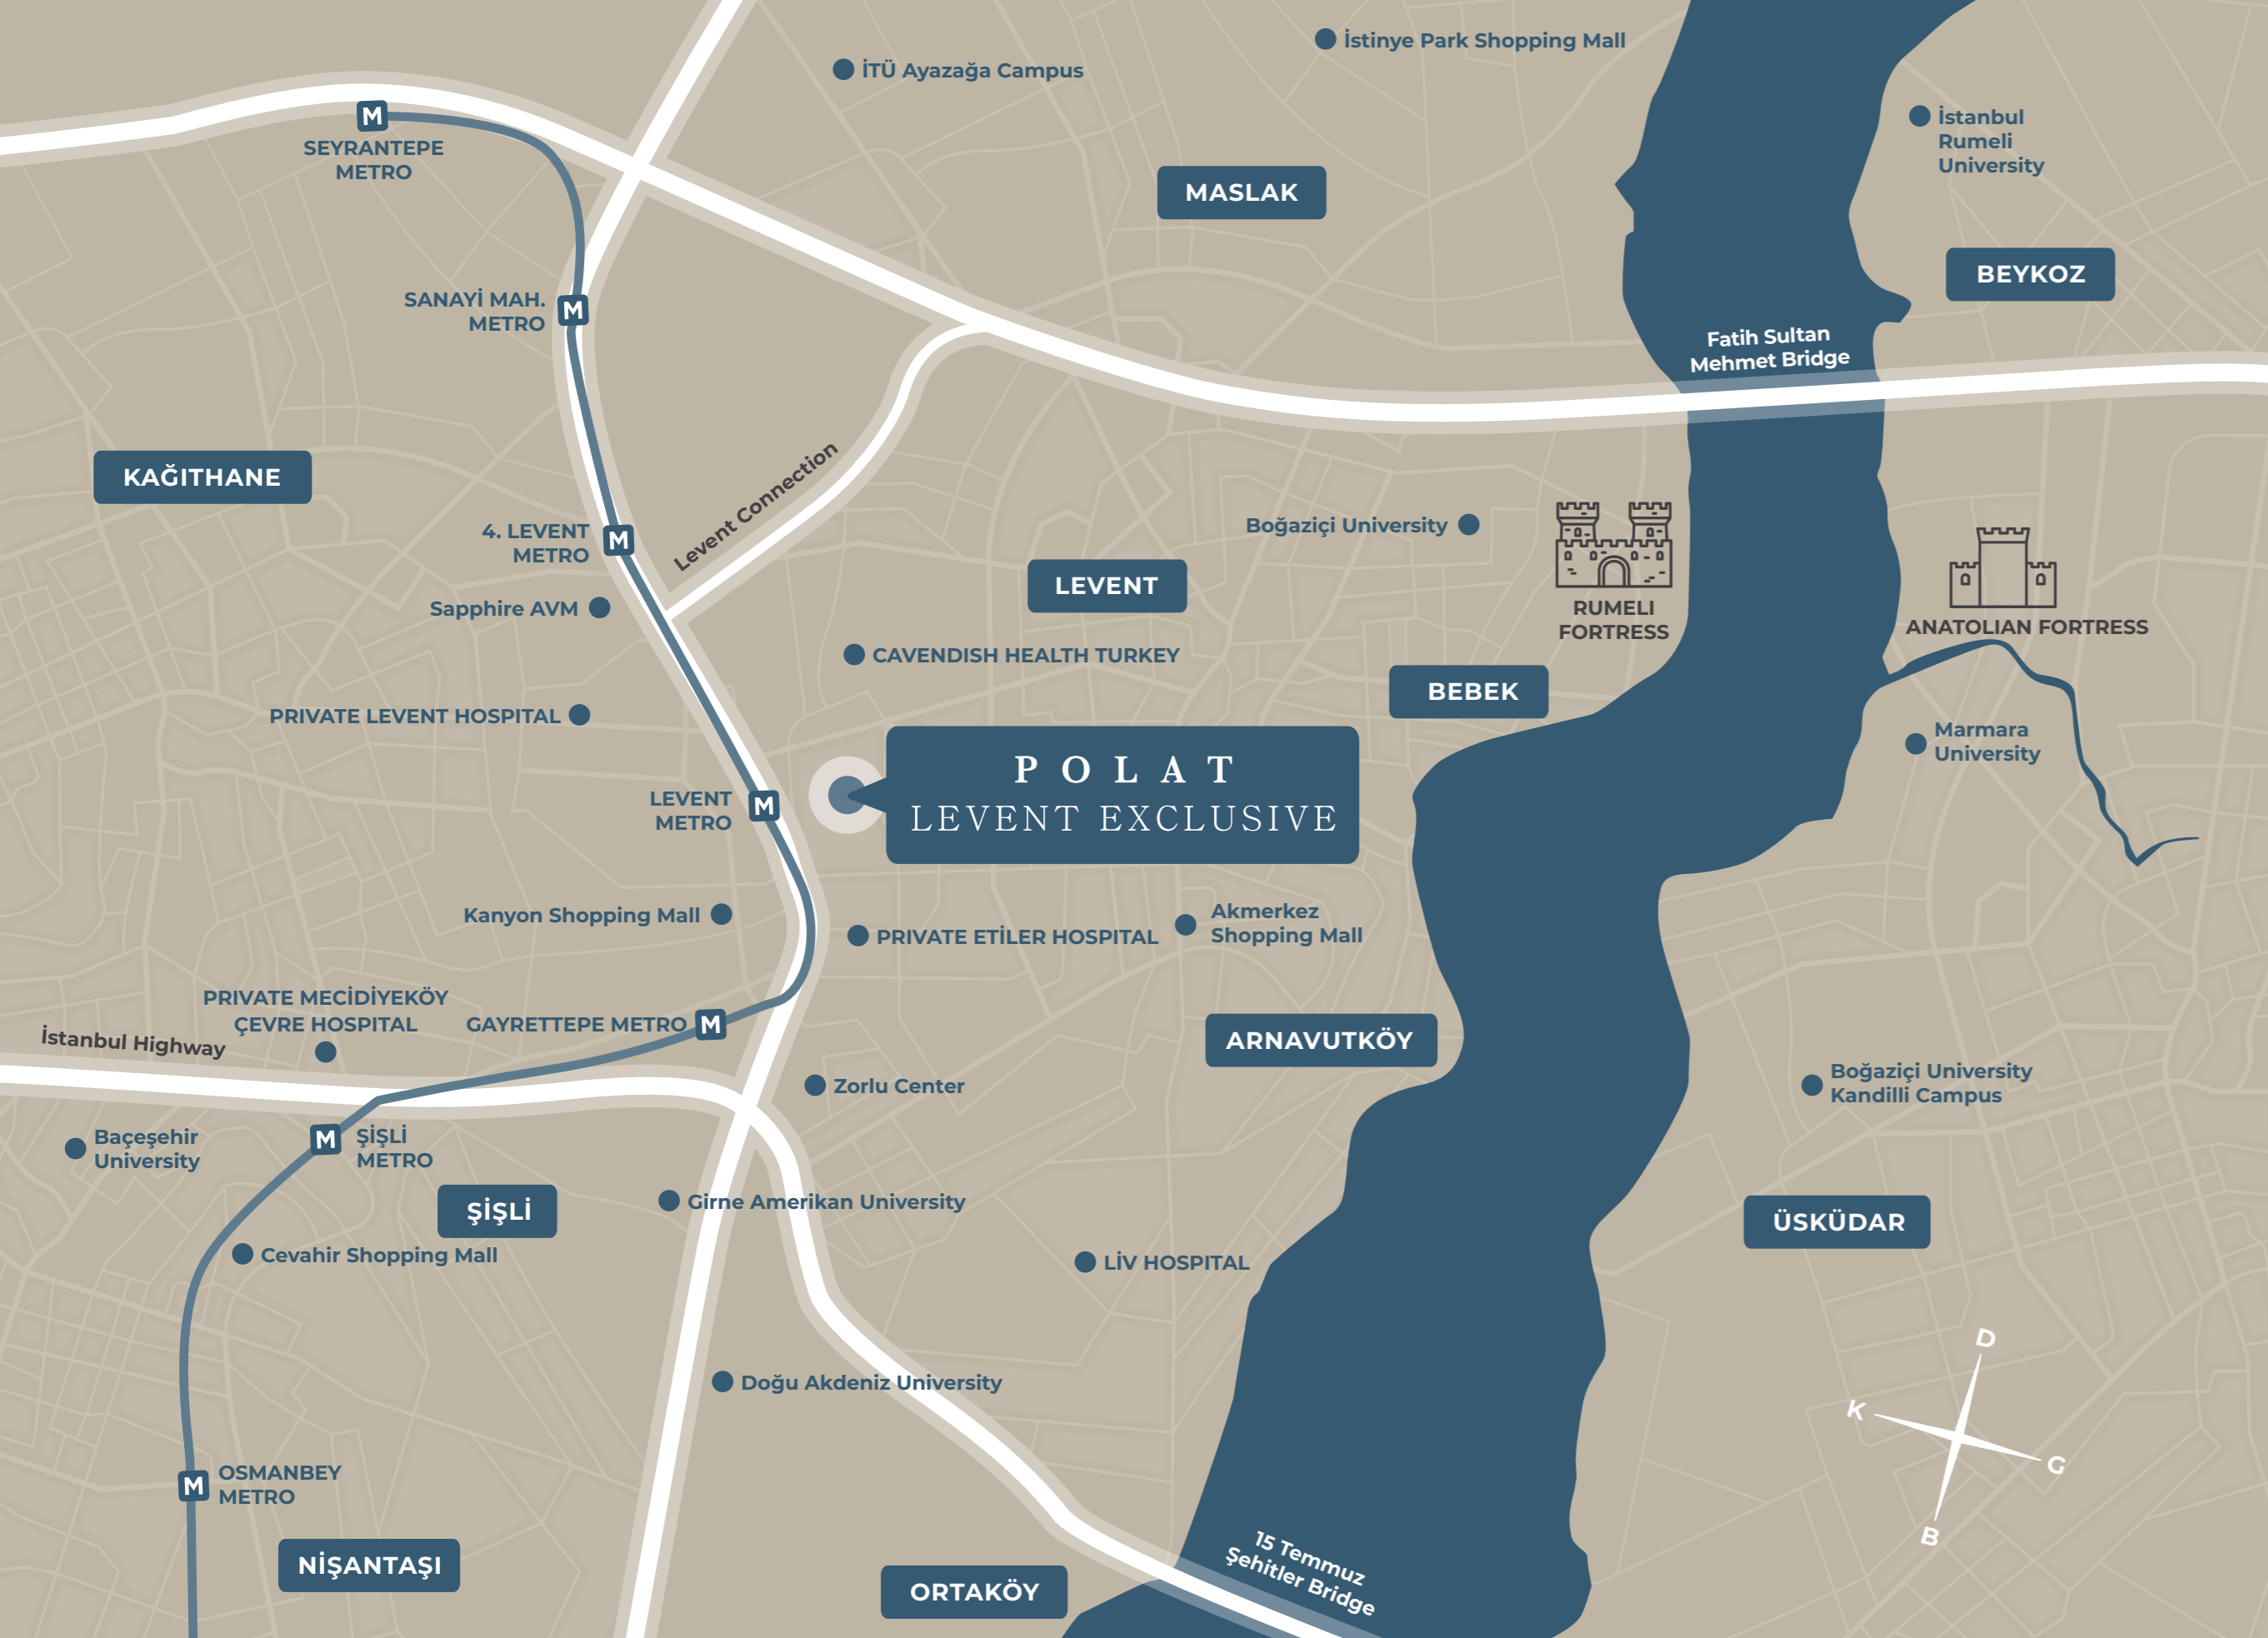 İstinye Park Shopping Mall
İTÜ Ayazağa Campus
M
SEYRANTEPE
METRO
İstanbul
Rumeli
University
MASLAK
BEYKOZ
SANAYİ MAH.
METRO
M
Fatih Sultan
Mehmet Bridge
KAĞITHANE
Levent Connection
4. LEVENT
METRO
M
Boğaziçi University
LEVENT
Sapphire AVM
RUMELI
FORTRESS
ANATOLIAN FORTRESS
CAVENDISH HEALTH TURKEY
BEBEK
PRIVATE LEVENT HOSPITAL
Marmara
University
POLAT
LEVENT EXCLUSIVE
LEVENT
METRO
M
Kanyon Shopping Mall
PRIVATE ETİLER HOSPITAL
Akmerkez
Shopping Mall
PRIVATE MECİDİYEKÖY
ÇEVRE HOSPITAL
GAYRETTEPE METRO
M
İstanbul Highway
ARNAVUTKÖY
Zorlu Center
Boğaziçi University
Kandilli Campus
Baçeşehir
University
M
ŞİŞLİ
METRO
ŞİŞLİ
Girne Amerikan University
ÜSKÜDAR
Cevahir Shopping Mall
LİV HOSPITAL
D
K
G
B
Doğu Akdeniz University
M
OSMANBEY
METRO
NİŞANTAŞI
ORTAKÖY
15 Temmuz
Şehitler Bridge